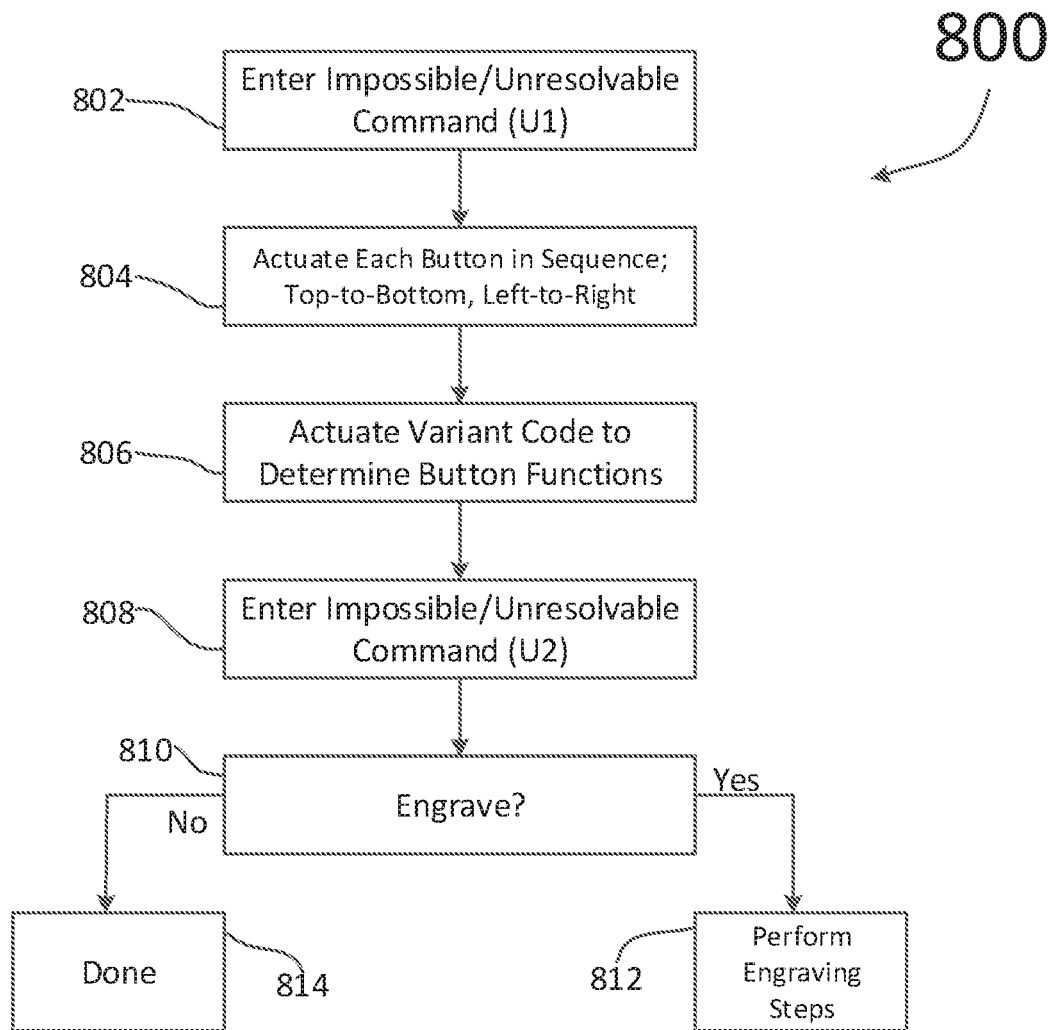 800
802
Enter Impossible/Unresolvable
Command (U1)
804
Actuate Each Button in Sequence;
Top-to-Bottom, Left-to-Right
806
Actuate Variant Code to
Determine Button Functions
808
Enter Impossible/Unresolvable
Command (U2)
810
Engrave?
No
Yes
Done
814
812
Perform
Engraving
Steps